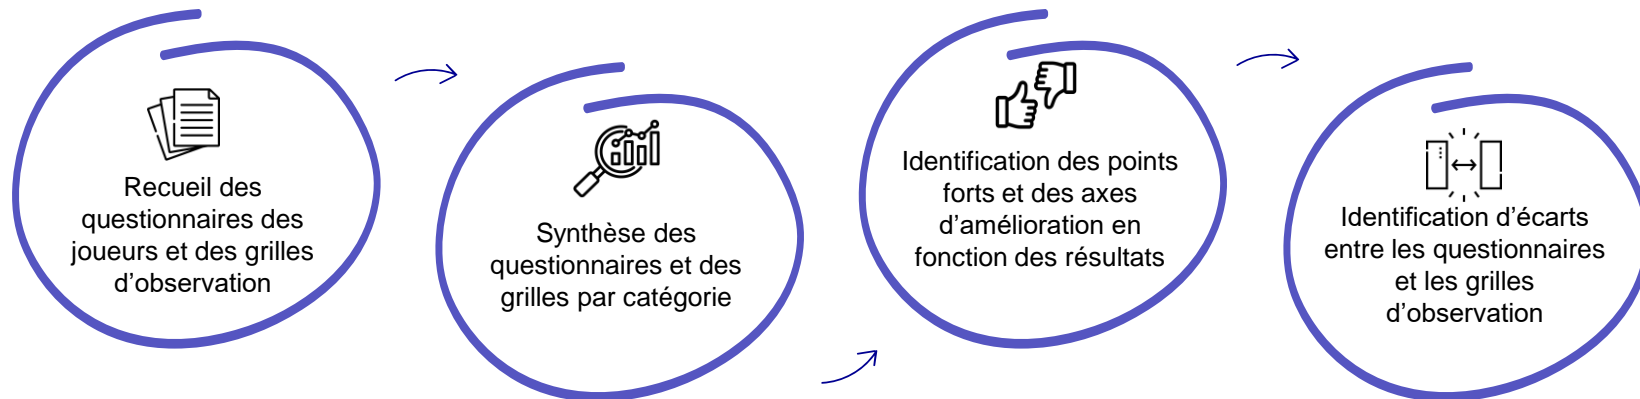 Recueil des
questionnaires des
joueurs et des grilles
d’observation
Synthèse des
questionnaires et des
grilles par catégorie
Identification des points
forts et des axes
d’amélioration en
fonction des résultats
Identification d’écarts
entre les questionnaires
et les grilles
d’observation